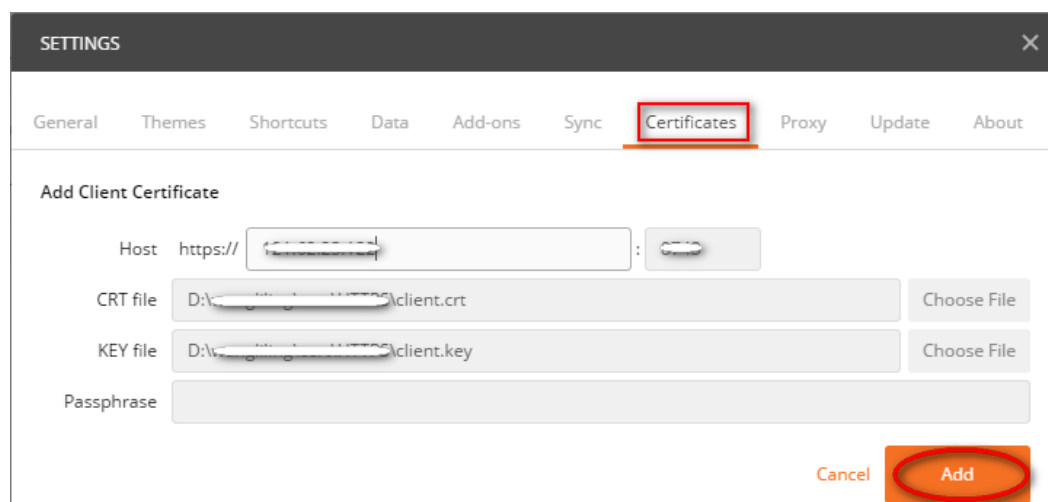 SETTINGS
General Themes Shortcuts Data Add-ons Sync Certificates Proxy Update About
Add Client Certificate
Host https:// :
CRT file D:\ \client.crt Choose File
KEY file D:\ \client.key Choose File
Passphrase
Cancel Add